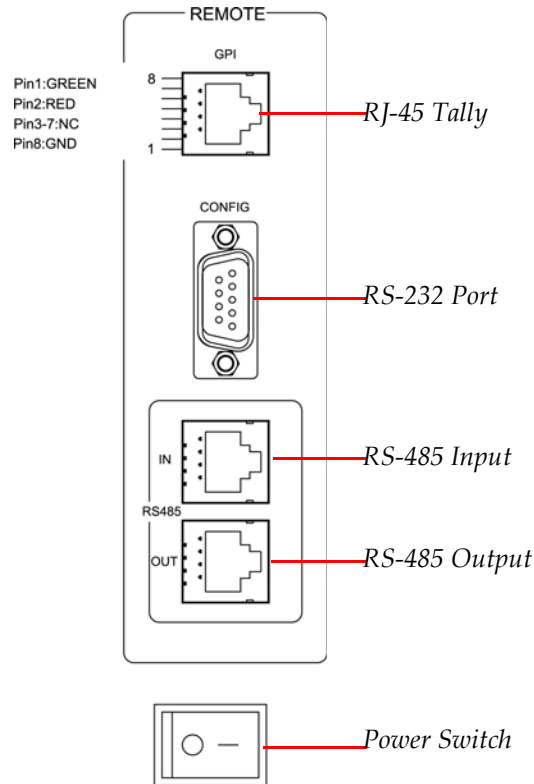 REMOTE
GPI
8
Pin1:GREEN
Pin2:RED
Pin3-7:NC
Pin8:GND
1
RJ-45 Tally
CONFIG
RS-232 Port
IN
RS-485 Input
RS485
OUT
RS-485 Output
Power Switch